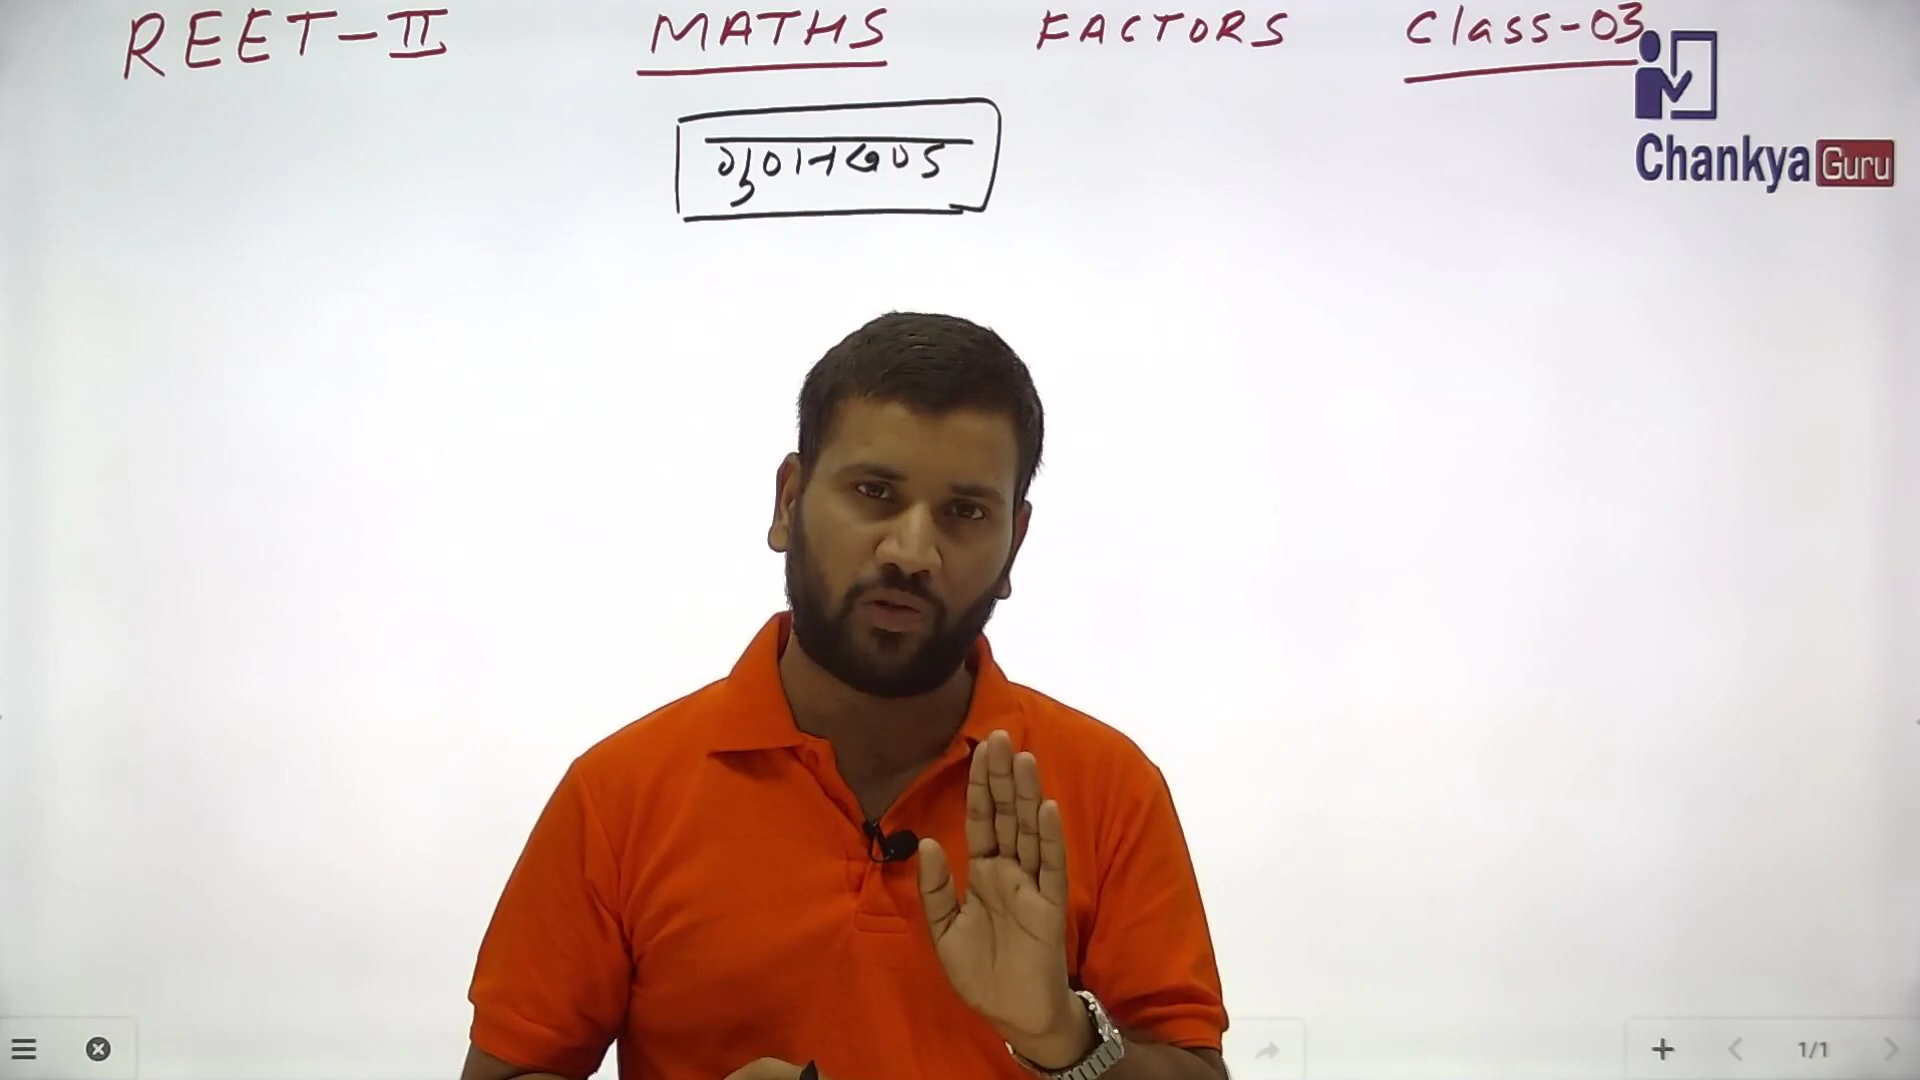 REET-II MATHS FACTORS Class-03
गुणनखण्ड
Chankya Guru
1/1